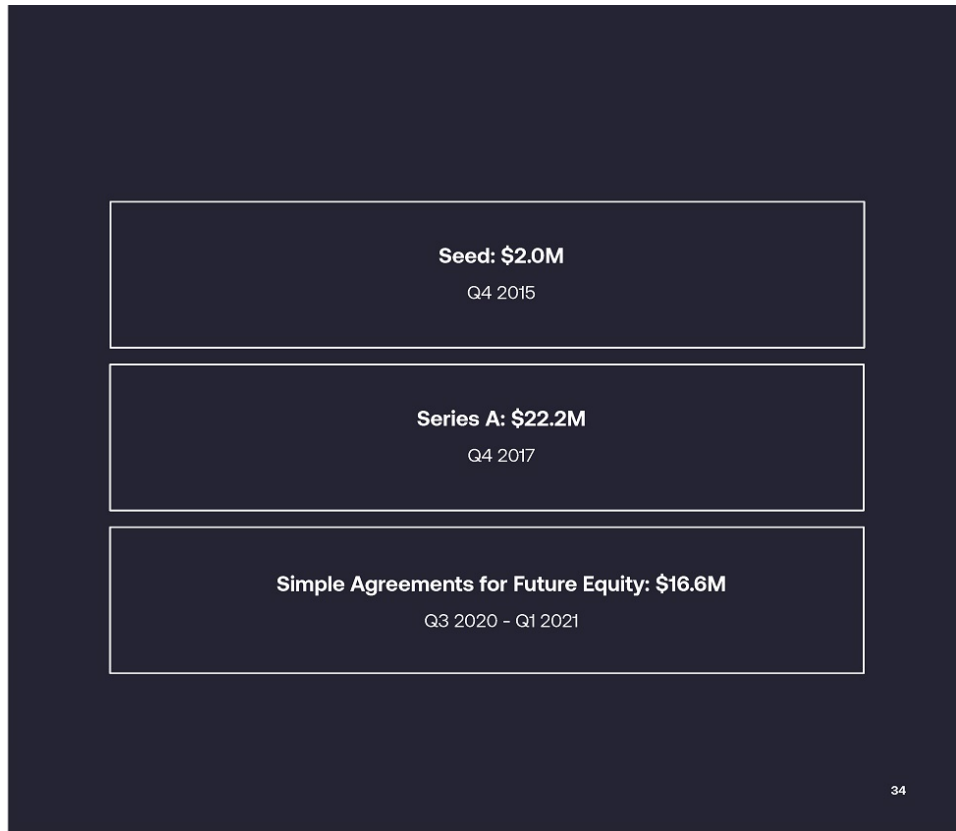 Seed: $2.0M
Q4 2015
Series A: $22.2M
Q4 2017
Simple Agreements for Future Equity: $16.6M
Q3 2020 - Q1 2021
34